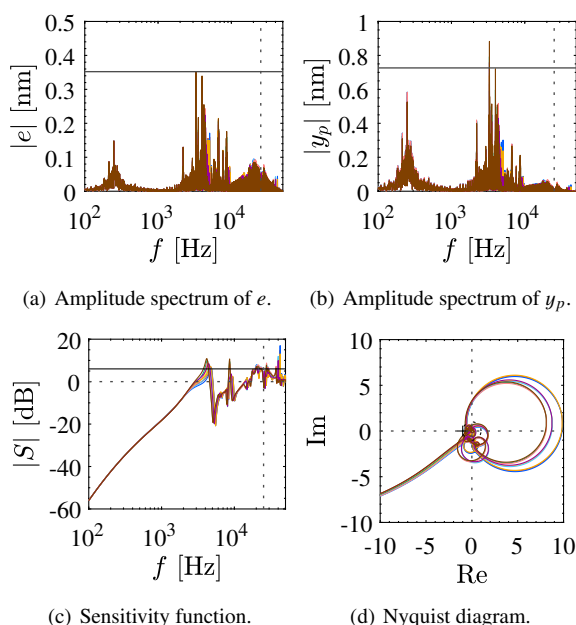 0.5
0.4
0.3
0.2
0.1
0
|e| [nm]
10^2 10^3 10^4
f [Hz]
(a) Amplitude spectrum of e.
1
0.8
0.6
0.4
0.2
0
|y_p| [nm]
10^2 10^3 10^4
f [Hz]
(b) Amplitude spectrum of y_p.
20
0
-20
-40
-60
|S| [dB]
10^2 10^3 10^4
f [Hz]
(c) Sensitivity function.
10
5
0
-5
-10
Im
-10 -5 0 5 10
Re
(d) Nyquist diagram.